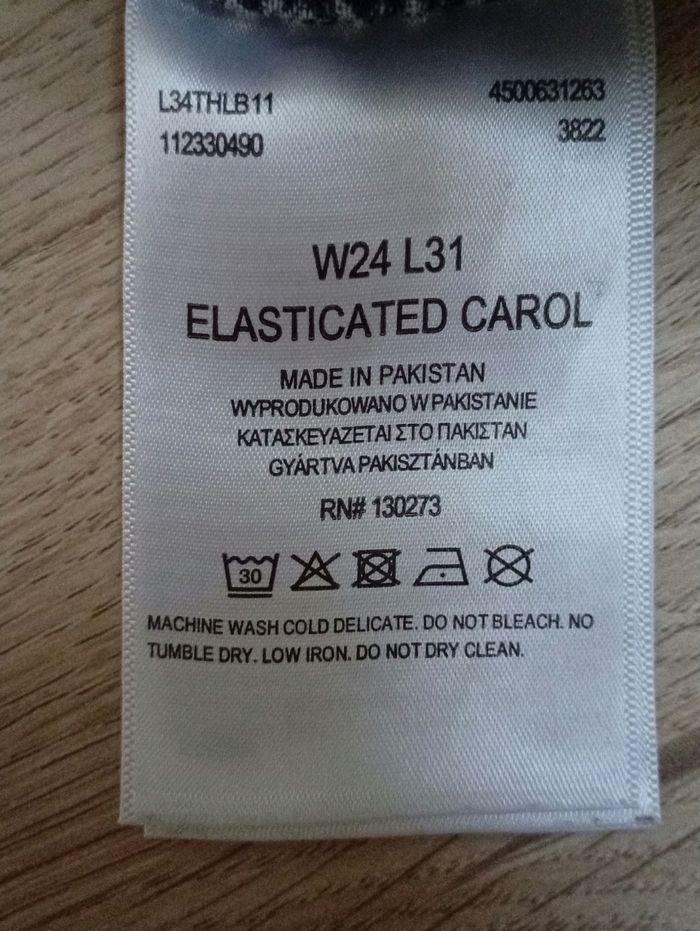 L34THLB11 4500631263
112330490 3822
W24 L31
ELASTICATED CAROL
MADE IN PAKISTAN
WYPRODUKOWANO W PAKISTANIE
ΚΑΤΑΣΚΕΥΑΖΕΤΑΙ ΣΤΟ ΠΑΚΙΣΤΑΝ
GYÁRTVA PAKISZTÁNBAN
RN# 130273
30
MACHINE WASH COLD DELICATE. DO NOT BLEACH. NO
TUMBLE DRY. LOW IRON. DO NOT DRY CLEAN.